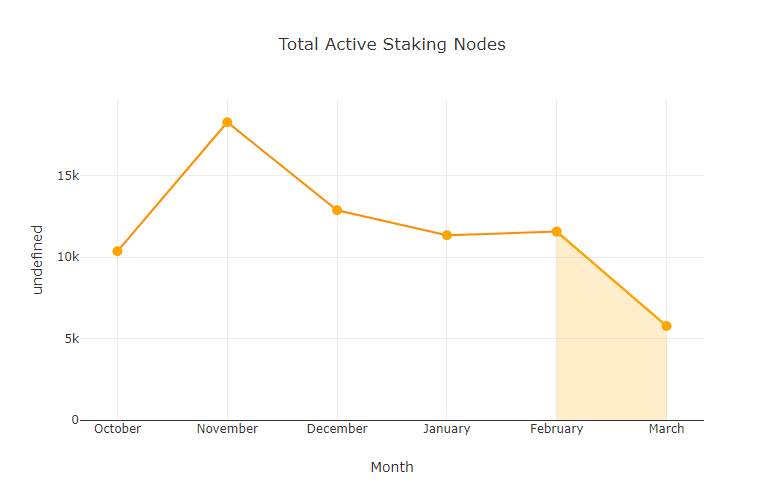 Total Active Staking Nodes
undefined
15k
10k
5k
0
October November December January February March
Month